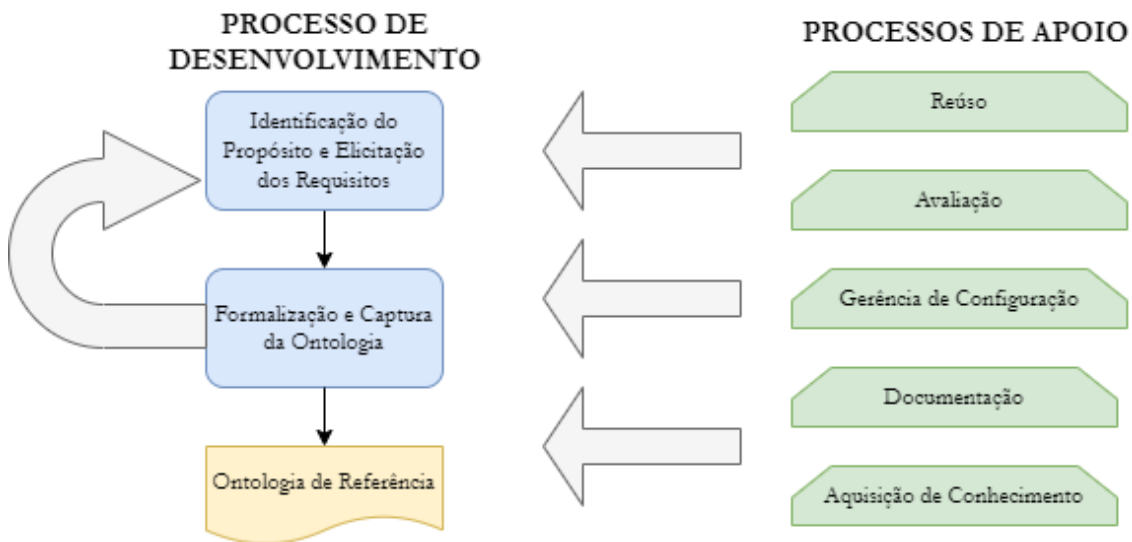 PROCESSO DE
DESENVOLVIMENTO
Identificação do
Propósito e Elicitação
dos Requisitos
Formalização e Captura
da Ontologia
Ontologia de Referência
PROCESSOS DE APOIO
Reúso
Avaliação
Gerência de Configuração
Documentação
Aquisição de Conhecimento